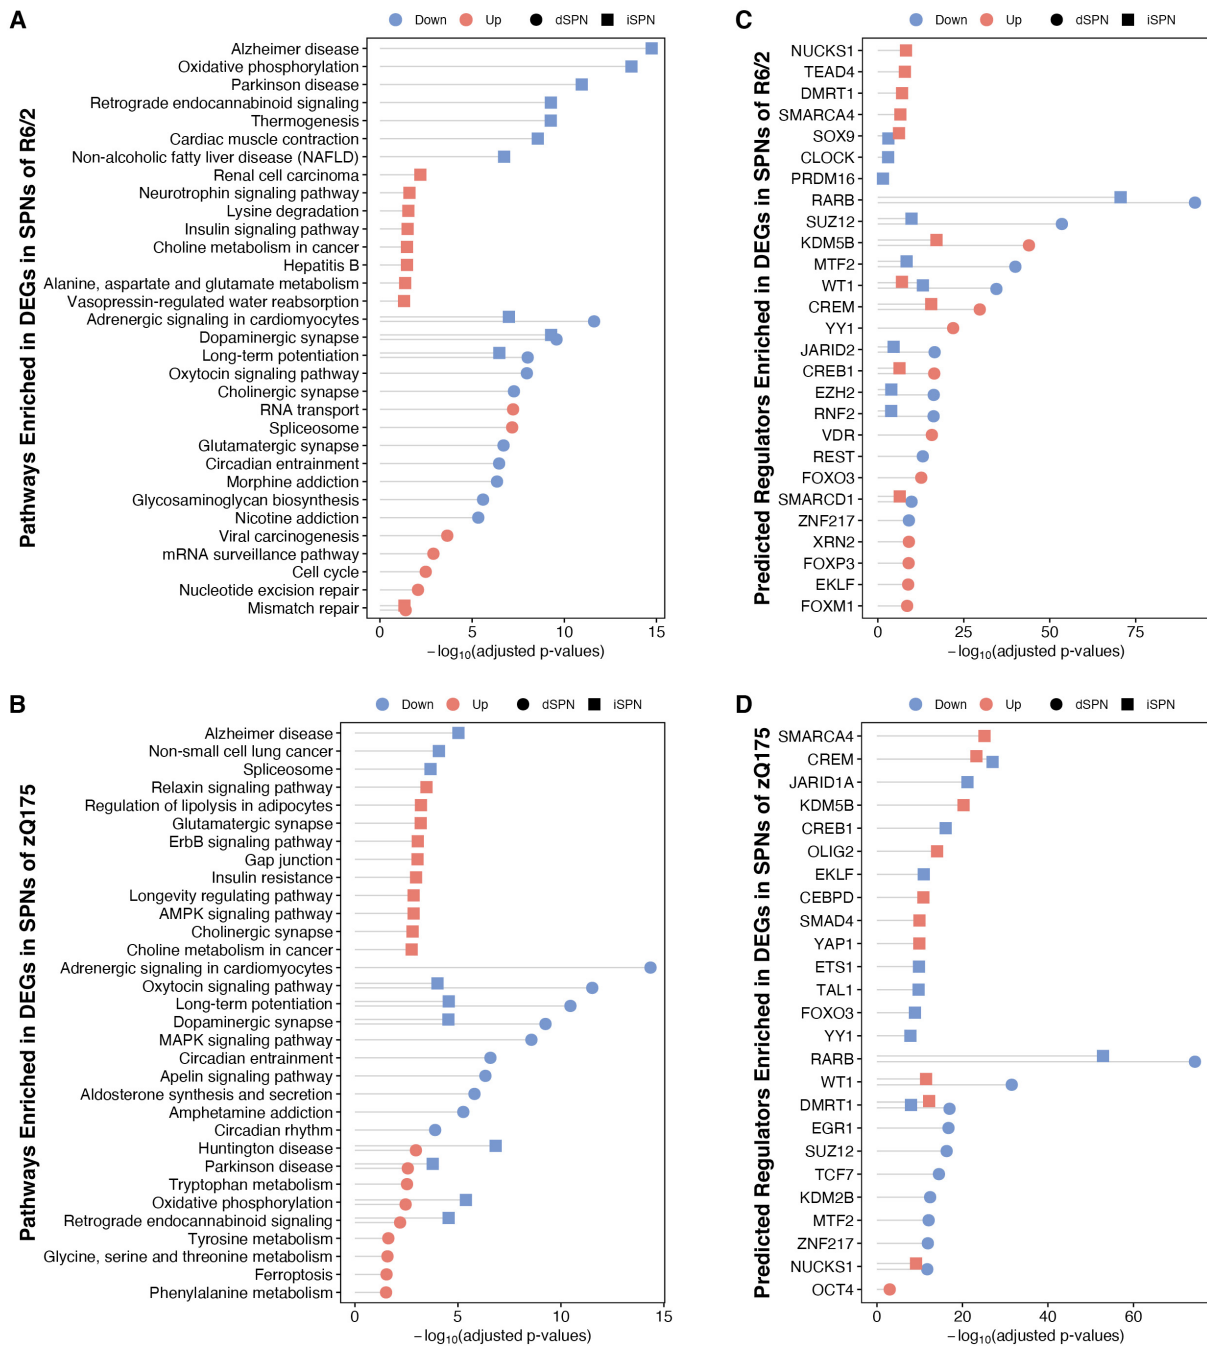 A
Down Up dSPN iSPN
Pathways Enriched in DEGs in SPNs of R6/2
Alzheimer disease
Oxidative phosphorylation
Parkinson disease
Retrograde endocannabinoid signaling
Thermogenesis
Cardiac muscle contraction
Non-alcoholic fatty liver disease (NAFLD)
Renal cell carcinoma
Neurotrophin signaling pathway
Lysine degradation
Insulin signaling pathway
Choline metabolism in cancer
Hepatitis B
Alanine, aspartate and glutamate metabolism
Vasopressin-regulated water reabsorption
Adrenergic signaling in cardiomyocytes
Dopaminergic synapse
Long-term potentiation
Oxytocin signaling pathway
Cholinergic synapse
RNA transport
Spliceosome
Glutamatergic synapse
Circadian entrainment
Morphine addiction
Glycosaminoglycan biosynthesis
Nicotine addiction
Viral carcinogenesis
mRNA surveillance pathway
Cell cycle
Nucleotide excision repair
Mismatch repair
0 5 10 15
−log10(adjusted p-values)
B
Down Up dSPN iSPN
Pathways Enriched in DEGs in SPNs of zQ175
Alzheimer disease
Non-small cell lung cancer
Spliceosome
Relaxin signaling pathway
Regulation of lipolysis in adipocytes
Glutamatergic synapse
ErbB signaling pathway
Gap junction
Insulin resistance
Longevity regulating pathway
AMPK signaling pathway
Cholinergic synapse
Choline metabolism in cancer
Adrenergic signaling in cardiomyocytes
Oxytocin signaling pathway
Long-term potentiation
Dopaminergic synapse
MAPK signaling pathway
Circadian entrainment
Apelin signaling pathway
Aldosterone synthesis and secretion
Amphetamine addiction
Circadian rhythm
Huntington disease
Parkinson disease
Tryptophan metabolism
Oxidative phosphorylation
Retrograde endocannabinoid signaling
Tyrosine metabolism
Glycine, serine and threonine metabolism
Ferroptosis
Phenylalanine metabolism
0 5 10 15
−log10(adjusted p-values)
C
Down Up dSPN iSPN
Predicted Regulators Enriched in DEGs in SPNs of R6/2
NUCKS1
TEAD4
DMRT1
SMARCA4
SOX9
CLOCK
PRDM16
RARB
SUZ12
KDM5B
MTF2
WT1
CREM
YY1
JARID2
CREB1
EZH2
RNF2
VDR
REST
FOXO3
SMARCD1
ZNF217
XRN2
FOXP3
EKLF
FOXM1
0 25 50 75
−log10(adjusted p-values)
D
Down Up dSPN iSPN
Predicted Regulators Enriched in DEGs in SPNs of zQ175
SMARCA4
CREM
JARID1A
KDM5B
CREB1
OLIG2
EKLF
CEBPD
SMAD4
YAP1
ETS1
TAL1
FOXO3
YY1
RARB
WT1
DMRT1
EGR1
SUZ12
TCF7
KDM2B
MTF2
ZNF217
NUCKS1
OCT4
0 20 40 60
−log10(adjusted p-values)